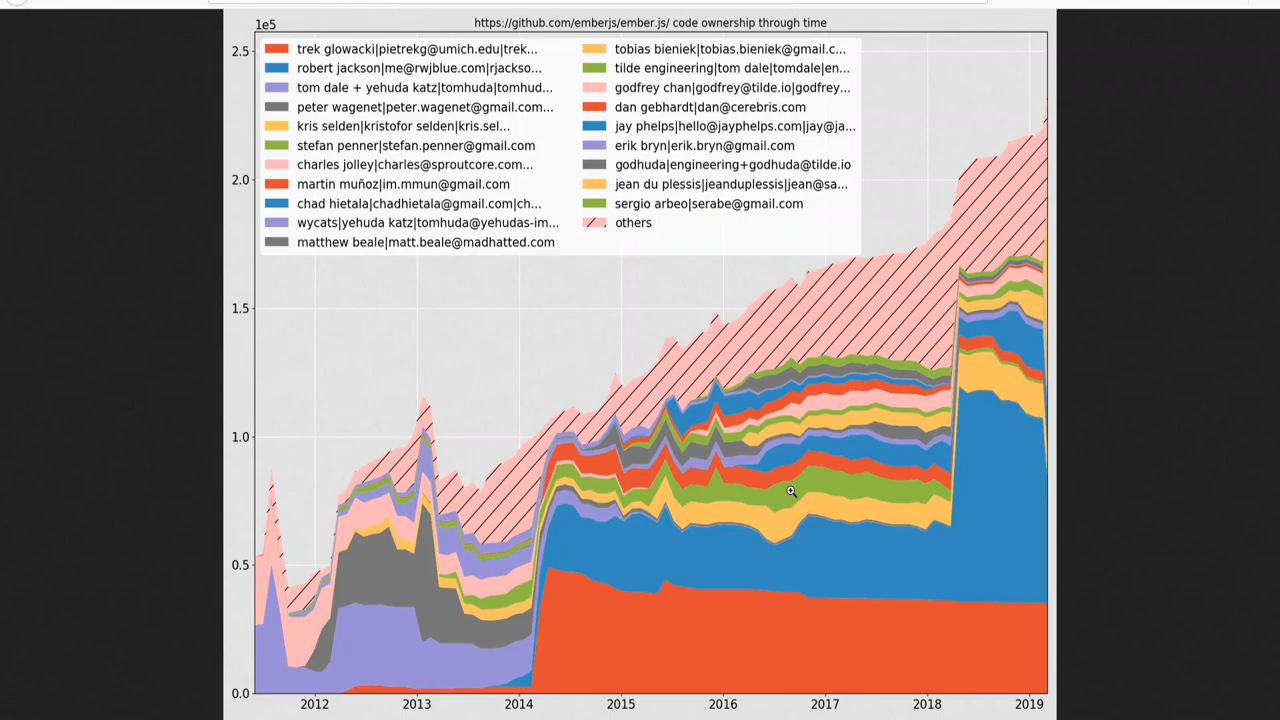 https://github.com/emberjs/ember.js/ code ownership through time
1e5
trek glowacki|pietrekg@umich.edu|trek...
robert jackson|me@rwjblue.com|rjackso...
tom dale + yehuda katz|tomhuda|tomhud...
peter wagenet|peter.wagenet@gmail.com...
kris selden|kristofor selden|kris.sel...
stefan penner|stefan.penner@gmail.com
charles jolley|charles@sproutcore.com...
martin muñoz|im.mmun@gmail.com
chad hietala|chadhietala@gmail.com|ch...
wycats|yehuda katz|tomhuda@yehudas-im...
matthew beale|matt.beale@madhatted.com
tobias bieniek|tobias.bieniek@gmail.c...
tilde engineering|tom dale|tomdale|en...
godfrey chan|godfrey@tilde.io|godfrey...
dan gebhardt|dan@cerebris.com
jay phelps|hello@jayphelps.com|jay@ja...
erik bryn|erik.bryn@gmail.com
godhuda|engineering+godhuda@tilde.io
jean du plessis|jeanduplessis|jean@sa...
sergio arbeo|serabe@gmail.com
others
2.5
2.0
1.5
1.0
0.5
0.0
2012 2013 2014 2015 2016 2017 2018 2019